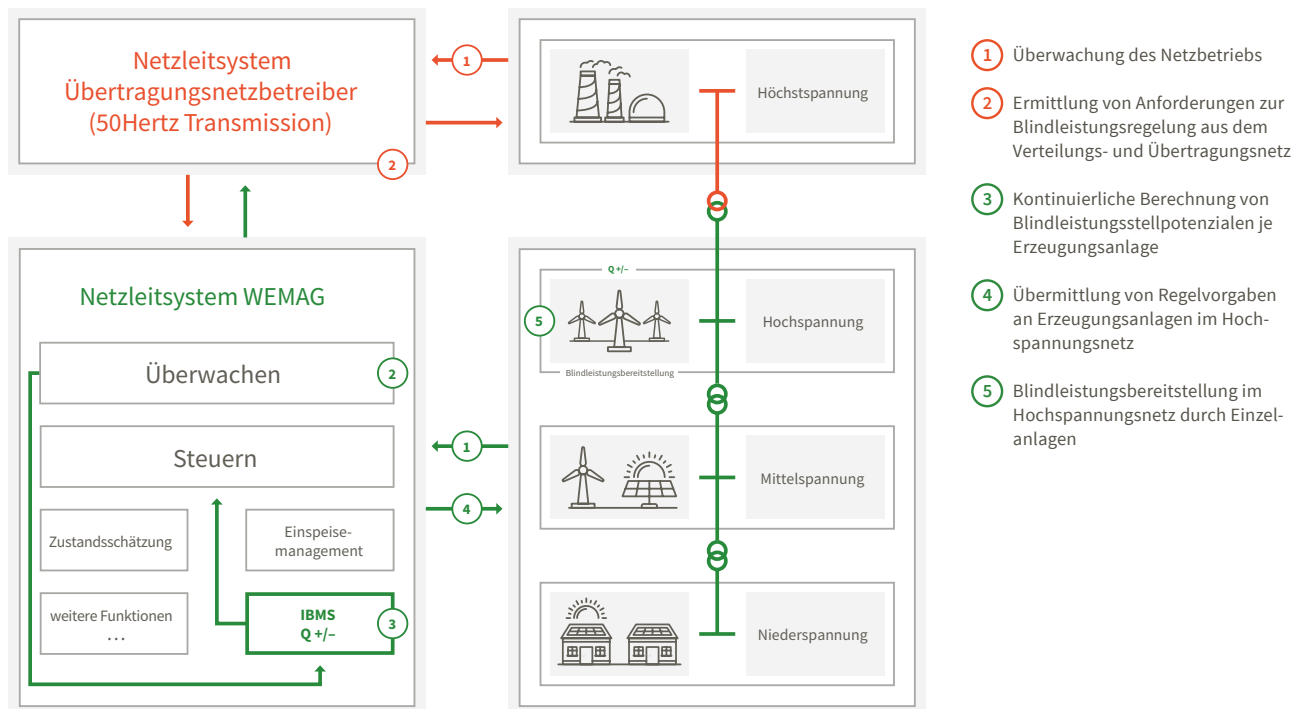 Netzleitsystem
Übertragungsnetzbetreiber
(50Hertz Transmission)
2
1
Höchstspannung
Netzleitsystem WEMAG
Überwachen
2
Steuern
Zustandsschätzung
Einspeise-
management
weitere Funktionen
...
IBMS
Q +/–
3
1
4
Q +/–
5
Blindleistungsbereitstellung
Hochspannung
Mittelspannung
Niederspannung
1 Überwachung des Netzbetriebs
2 Ermittlung von Anforderungen zur
Blindleistungsregelung aus dem
Verteilungs- und Übertragungsnetz
3 Kontinuierliche Berechnung von
Blindleistungsstellpotenzialen je
Erzeugungsanlage
4 Übermittlung von Regelvorgaben
an Erzeugungsanlagen im Hoch-
spannungsnetz
5 Blindleistungsbereitstellung im
Hochspannungsnetz durch Einzel-
anlagen